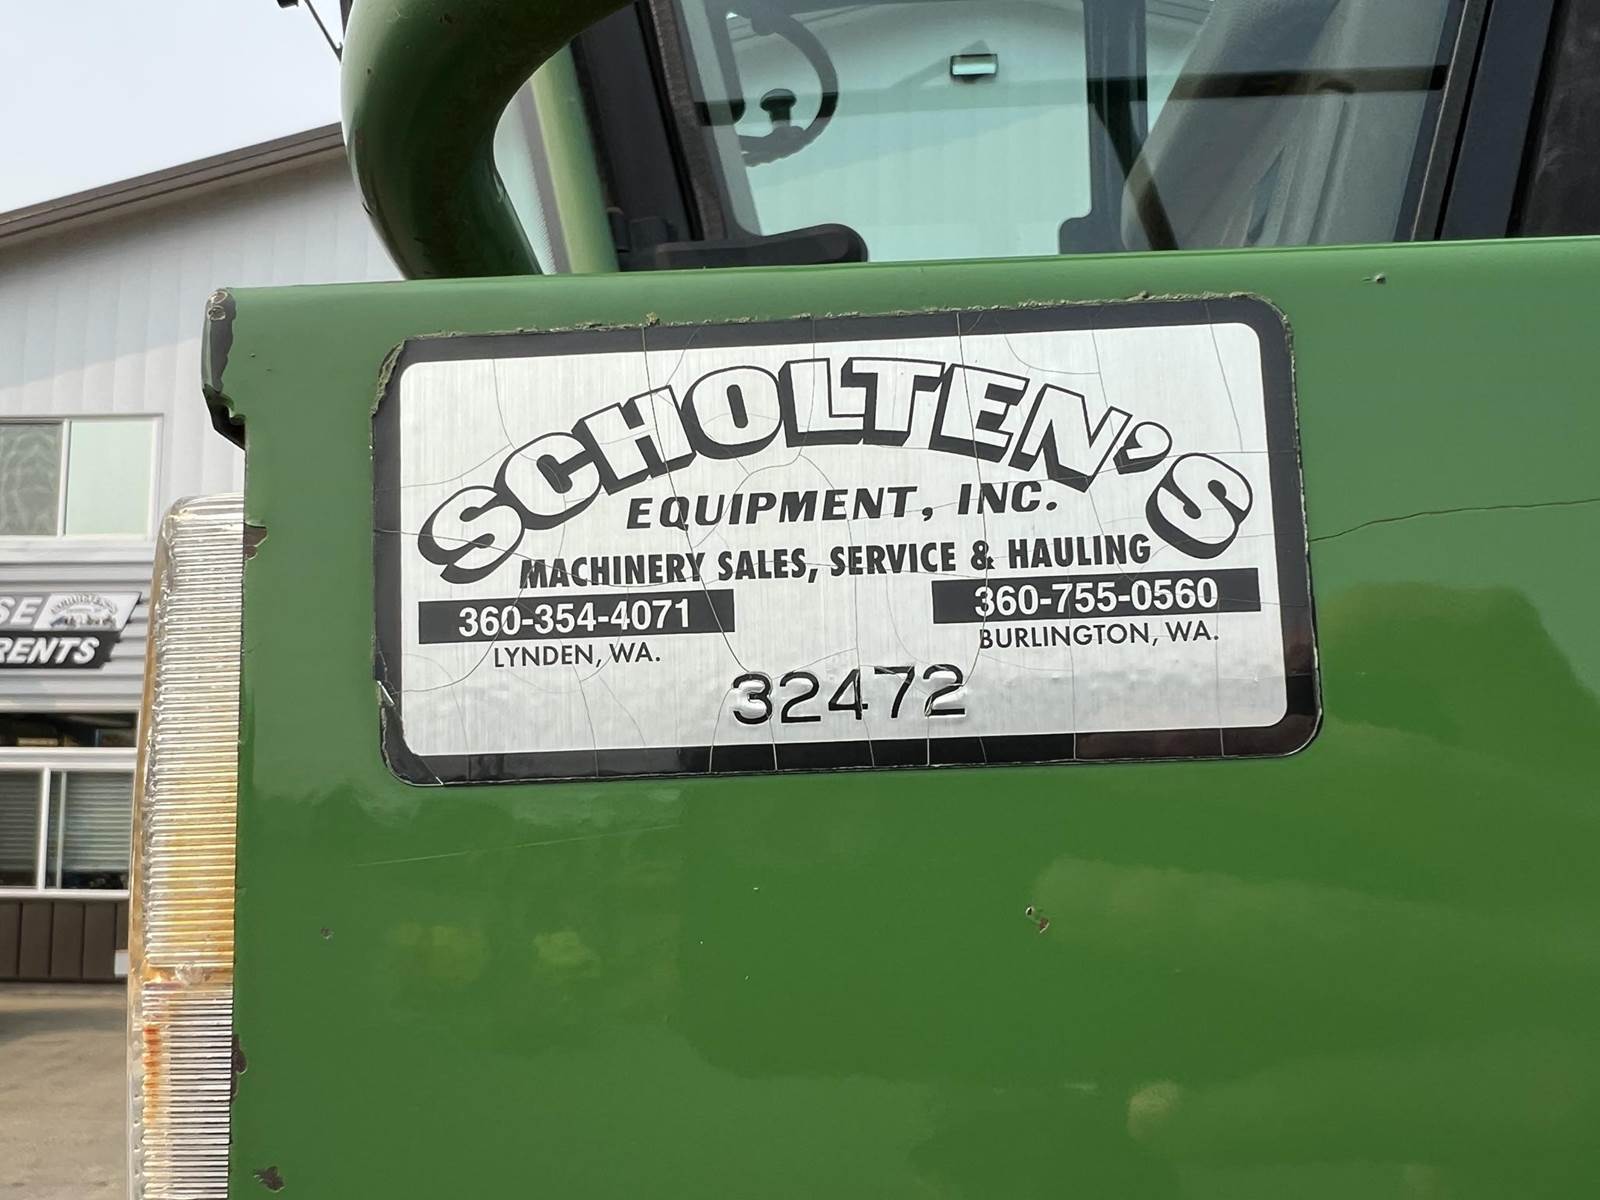 SCHOLTEN'S
EQUIPMENT, INC.
MACHINERY SALES, SERVICE & HAULING
360-354-4071
LYNDEN, WA.
360-755-0560
BURLINGTON, WA.
32472
SE
RENTS